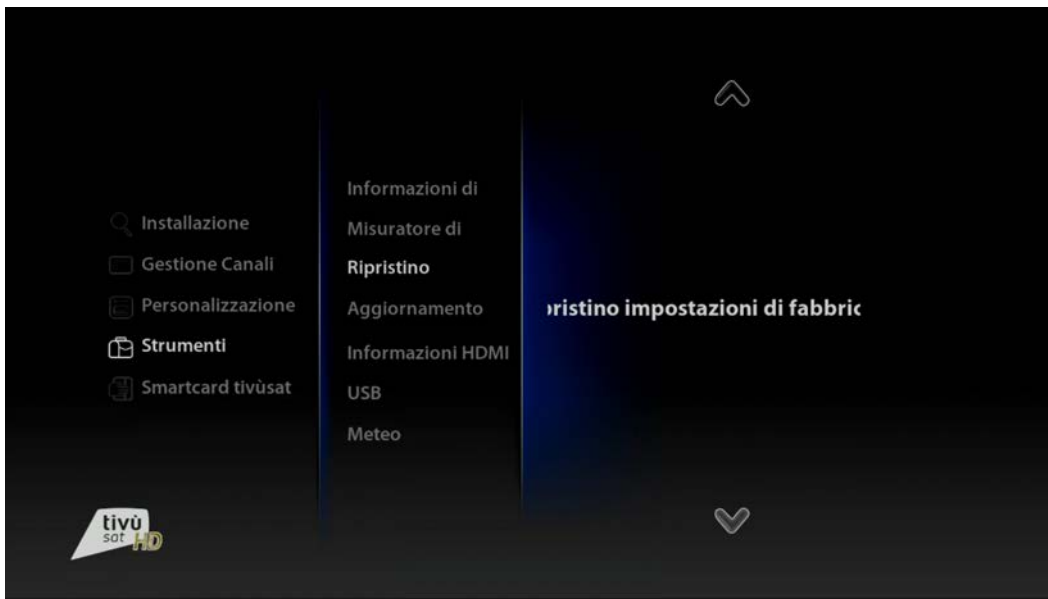 Installazione
Gestione Canali
Personalizzazione
Strumenti
Smartcard tivùsat
Informazioni di
Misuratore di
Ripristino
Aggiornamento
Informazioni HDMI
USB
Meteo
pristino impostazioni di fabbric
tivù
sat HD